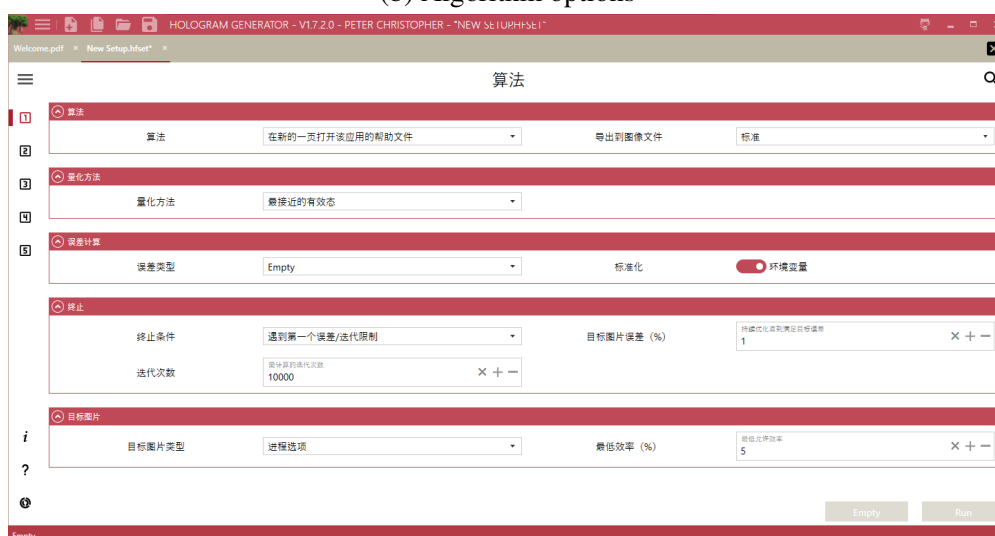 (b) Algorithm options
HOLOGRAM GENERATOR - V1.7.2.0 - PETER CHRISTOPHER - "NEW SETUP.HFSET"
Welcome.pdf × New Setup.hfset* ×
算法
1
算法
算法 在新的一页打开该应用的帮助文件 导出到图像文件 标准
2
3
量化方法
量化方法 最接近的有效态
4
5
误差计算
误差类型 Empty 标准化 环境变量
终止
终止条件 遇到第一个误差/迭代限制 目标图片误差 (%) 持续优化直到满足目标误差
1
迭代次数 需计算的迭代次数
10000
目标图片
目标图片类型 进程选项 最低效率 (%) 最低允许效率
5
i
?
Empty Run
Empty